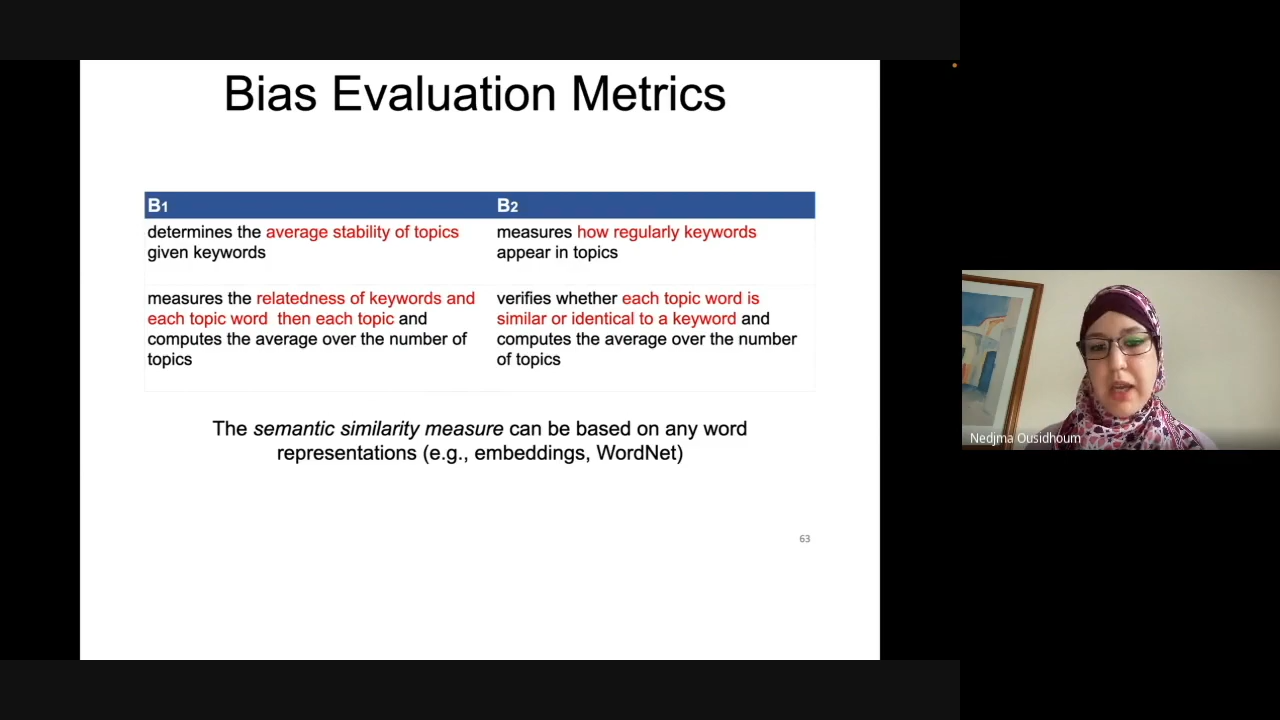 Bias Evaluation Metrics
B1
B2
determines the average stability of topics
given keywords
measures how regularly keywords
appear in topics
measures the relatedness of keywords and
each topic word then each topic and
computes the average over the number of
topics
verifies whether each topic word is
similar or identical to a keyword and
computes the average over the number
of topics
The semantic similarity measure can be based on any word
representations (e.g., embeddings, WordNet)
63
Nedjma Ousidhoum